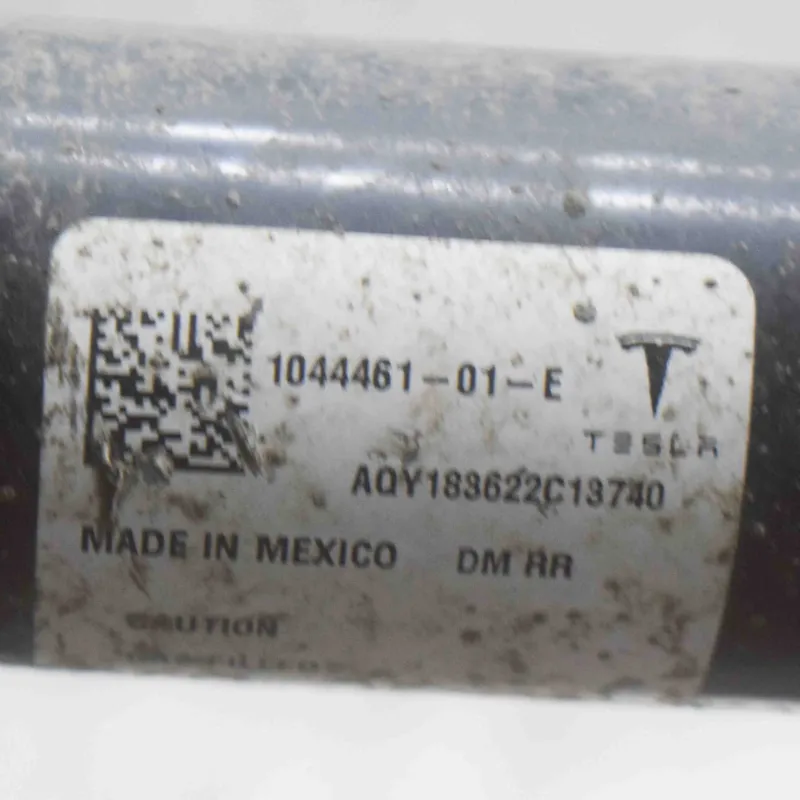 1044461-01-E
TESLA
AQY183622C13740
MADE IN MEXICO DM RR
CAUTION